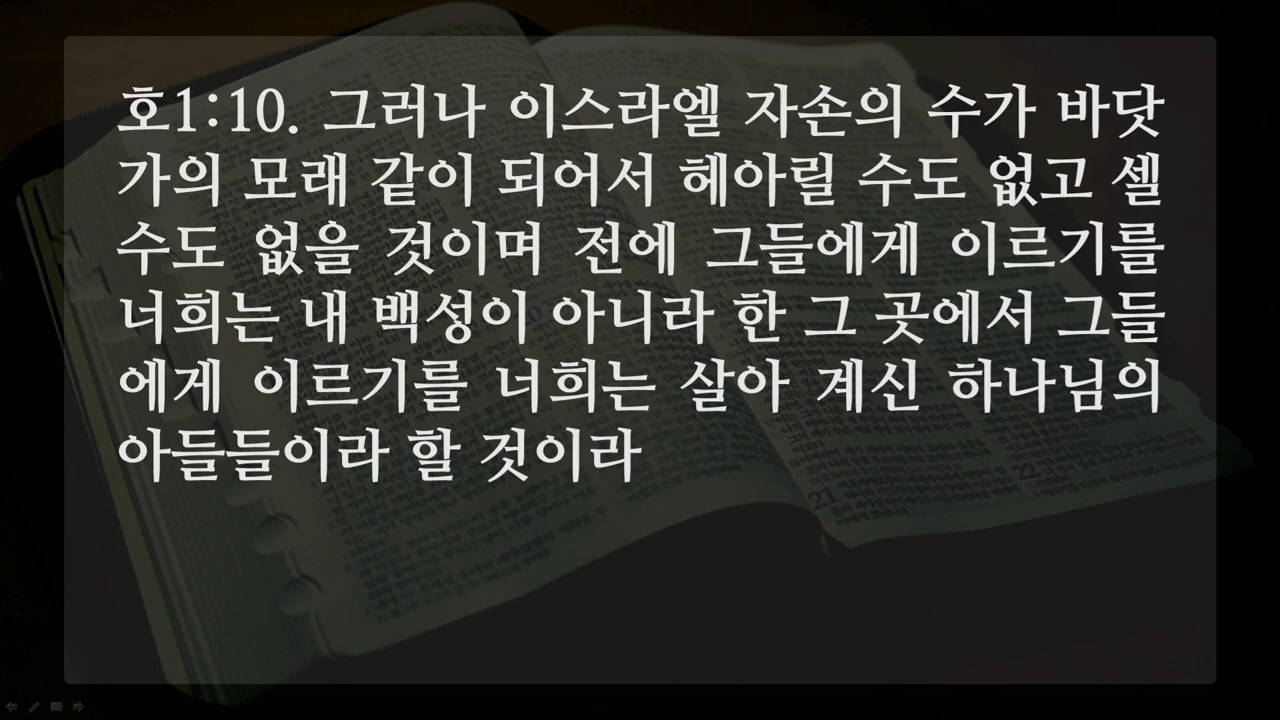 호1:10. 그러나 이스라엘 자손의 수가 바닷
가의 모래 같이 되어서 헤아릴 수도 없고 셀
수도 없을 것이며 전에 그들에게 이르기를
너희는 내 백성이 아니라 한 그 곳에서 그들
에게 이르기를 너희는 살아 계신 하나님의
아들들이라 할 것이라
21
22